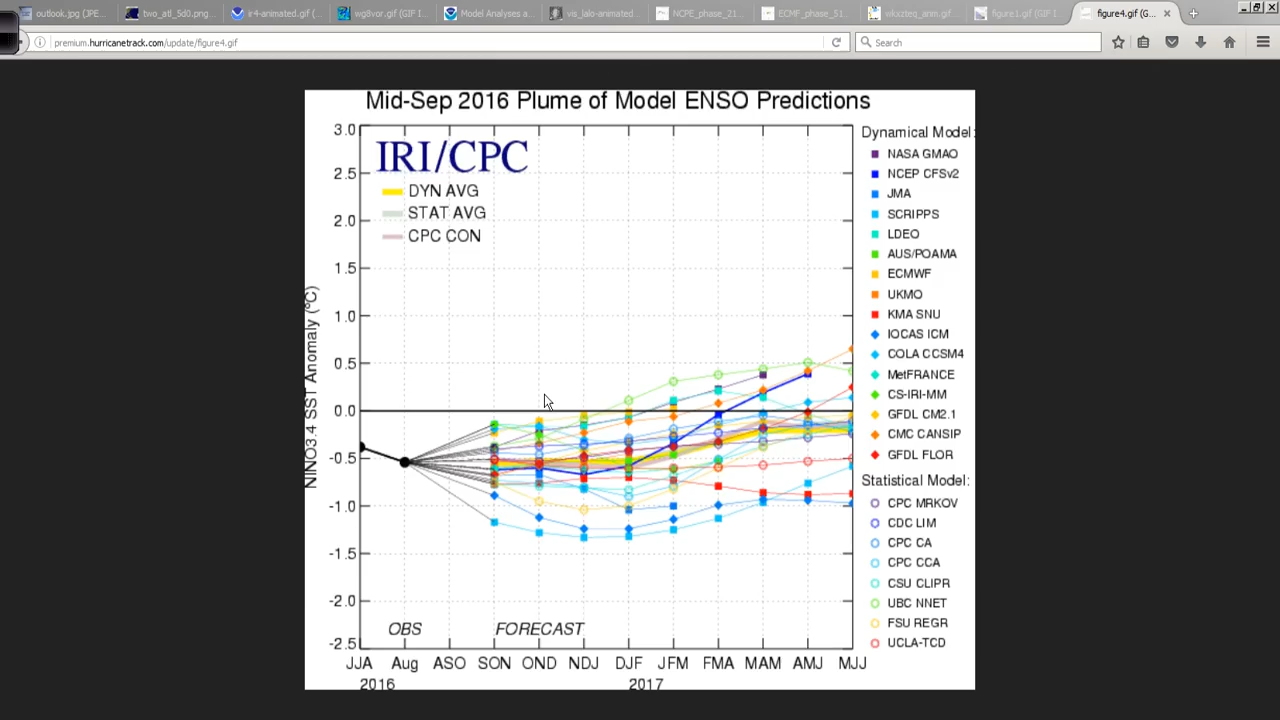 outlook.jpg (JPE...
two_atl_5d0.png...
ir4-animated.gif (...
wg8vor.gif (GIF I...
Model Analyses a...
vis_lalo-animated...
NCPE_phase_21...
ECMF_phase_51...
wkxzteq_anm.gif...
figure1.gif (GIF I...
figure4.gif (G...
premium.hurricanetrack.com/update/figure4.gif
Search
Mid-Sep 2016 Plume of Model ENSO Predictions
IRI/CPC
DYN AVG
STAT AVG
CPC CON
NINO3.4 SST Anomaly (°C)
3.0
2.5
2.0
1.5
1.0
0.5
0.0
-0.5
-1.0
-1.5
-2.0
-2.5
OBS
FORECAST
JJA Aug ASO SON OND NDJ DJF JFM FMA MAM AMJ MJJ
2016 2017
Dynamical Model:
NASA GMAO
NCEP CFSv2
JMA
SCRIPPS
LDEO
AUS/POAMA
ECMWF
UKMO
KMA SNU
IOCAS ICM
COLA CCSM4
MetFRANCE
CS-IRI-MM
GFDL CM2.1
CMC CANSIP
GFDL FLOR
Statistical Model:
CPC MRKOV
CDC LIM
CPC CA
CPC CCA
CSU CLIPR
UBC NNET
FSU REGR
UCLA-TCD